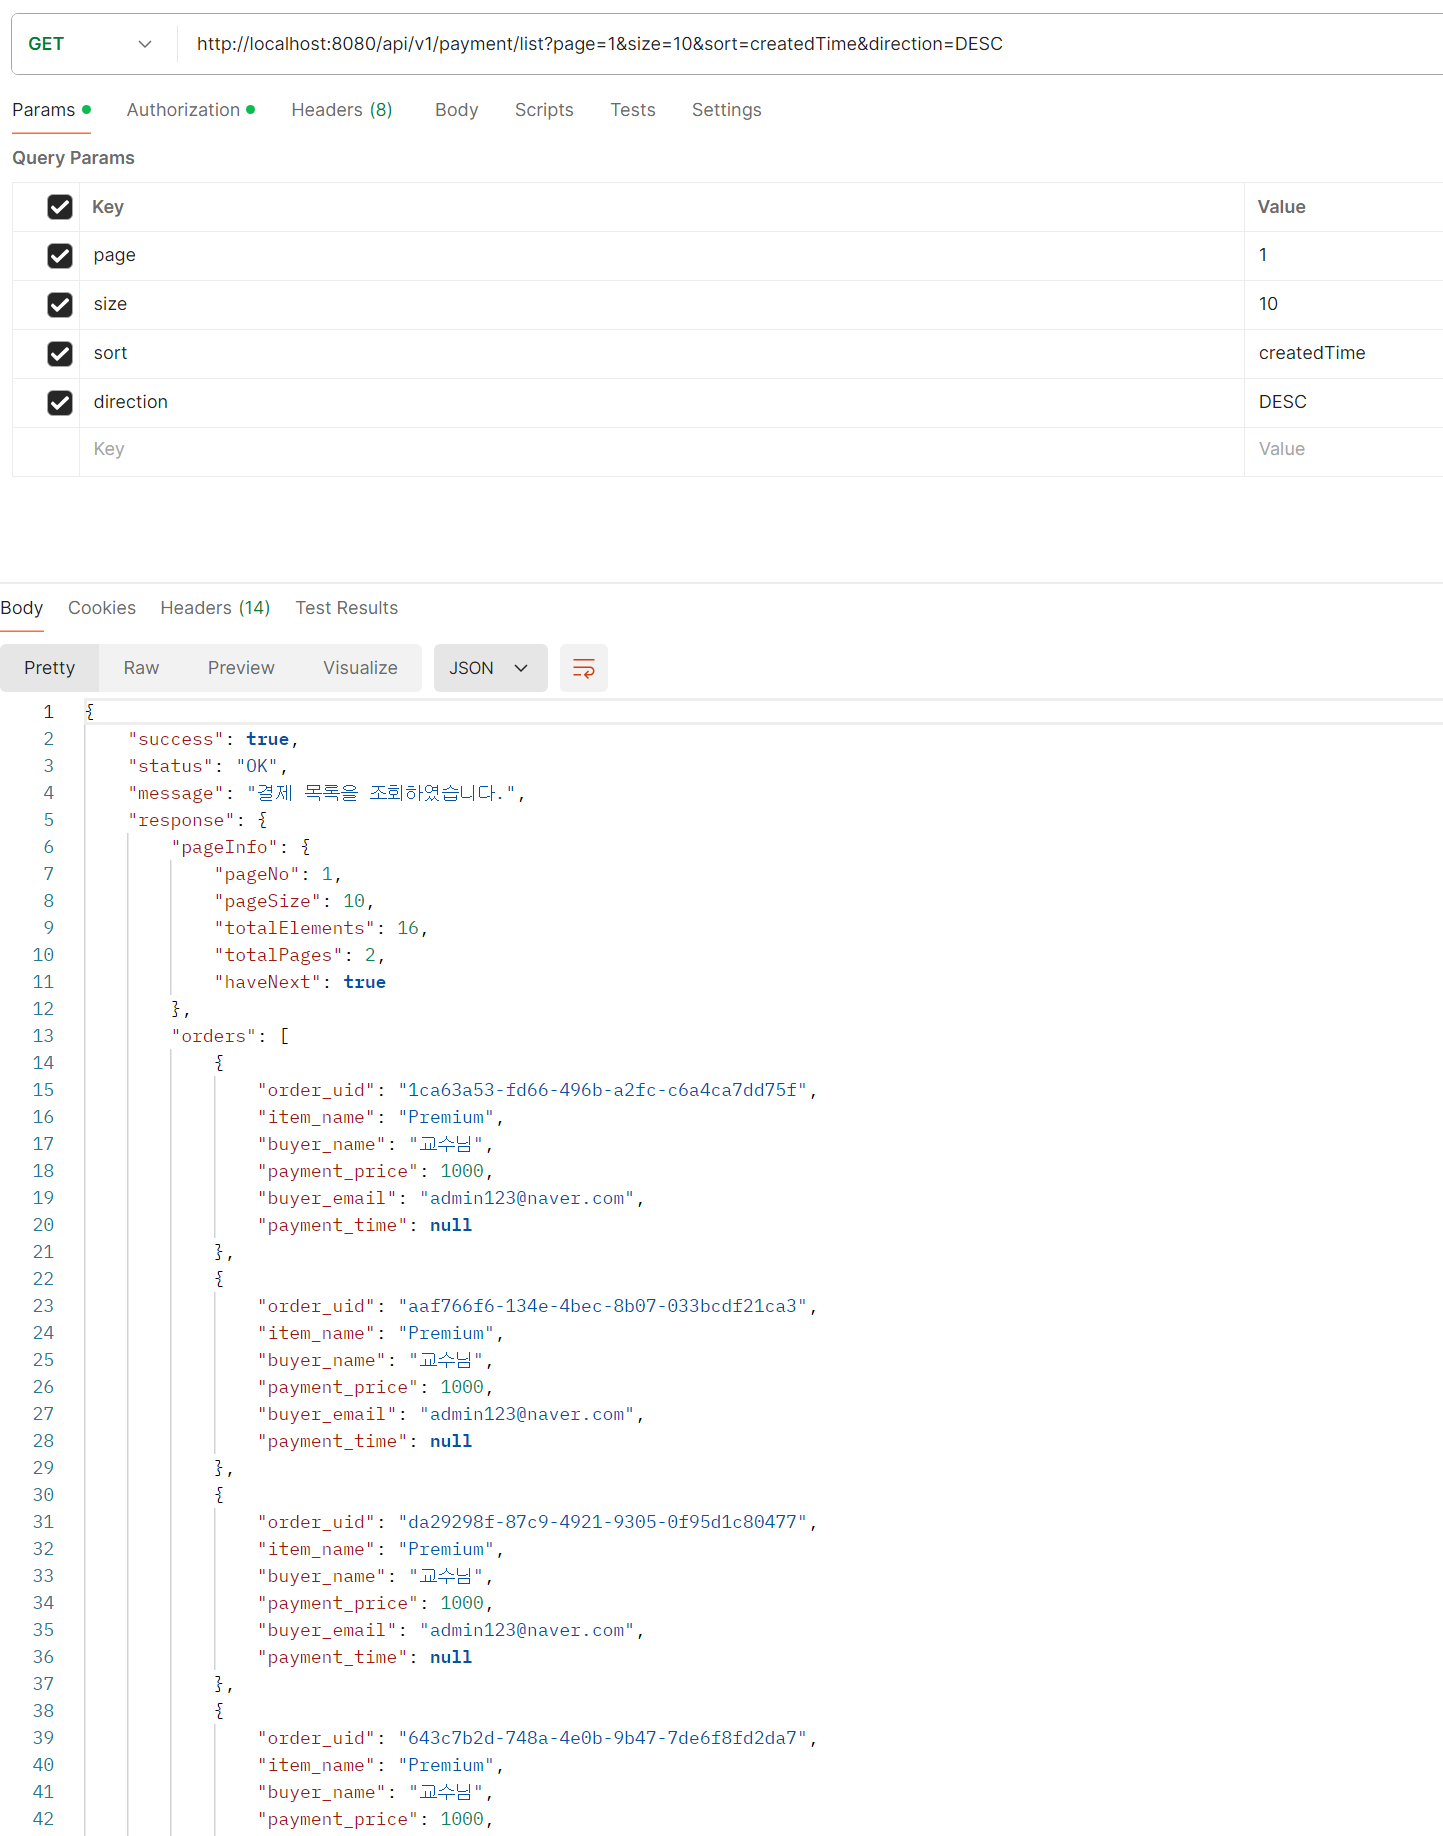 GET http://localhost:8080/api/v1/payment/list?page=1&size=10&sort=createdTime&direction=DESC
Params Authorization Headers (8) Body Scripts Tests Settings
Query Params
Key Value
page 1
size 10
sort createdTime
direction DESC
Key Value
Body Cookies Headers (14) Test Results
Pretty Raw Preview Visualize JSON
1 {
2 "success": true,
3 "status": "OK",
4 "message": "결제 목록을 조회하였습니다.",
5 "response": {
6 "pageInfo": {
7 "pageNo": 1,
8 "pageSize": 10,
9 "totalElements": 16,
10 "totalPages": 2,
11 "haveNext": true
12 },
13 "orders": [
14 {
15 "order_uid": "1ca63a53-fd66-496b-a2fc-c6a4ca7dd75f",
16 "item_name": "Premium",
17 "buyer_name": "교수님",
18 "payment_price": 1000,
19 "buyer_email": "admin123@naver.com",
20 "payment_time": null
21 },
22 {
23 "order_uid": "aaf766f6-134e-4bec-8b07-033bcdf21ca3",
24 "item_name": "Premium",
25 "buyer_name": "교수님",
26 "payment_price": 1000,
27 "buyer_email": "admin123@naver.com",
28 "payment_time": null
29 },
30 {
31 "order_uid": "da29298f-87c9-4921-9305-0f95d1c80477",
32 "item_name": "Premium",
33 "buyer_name": "교수님",
34 "payment_price": 1000,
35 "buyer_email": "admin123@naver.com",
36 "payment_time": null
37 },
38 {
39 "order_uid": "643c7b2d-748a-4e0b-9b47-7de6f8fd2da7",
40 "item_name": "Premium",
41 "buyer_name": "교수님",
42 "payment_price": 1000,